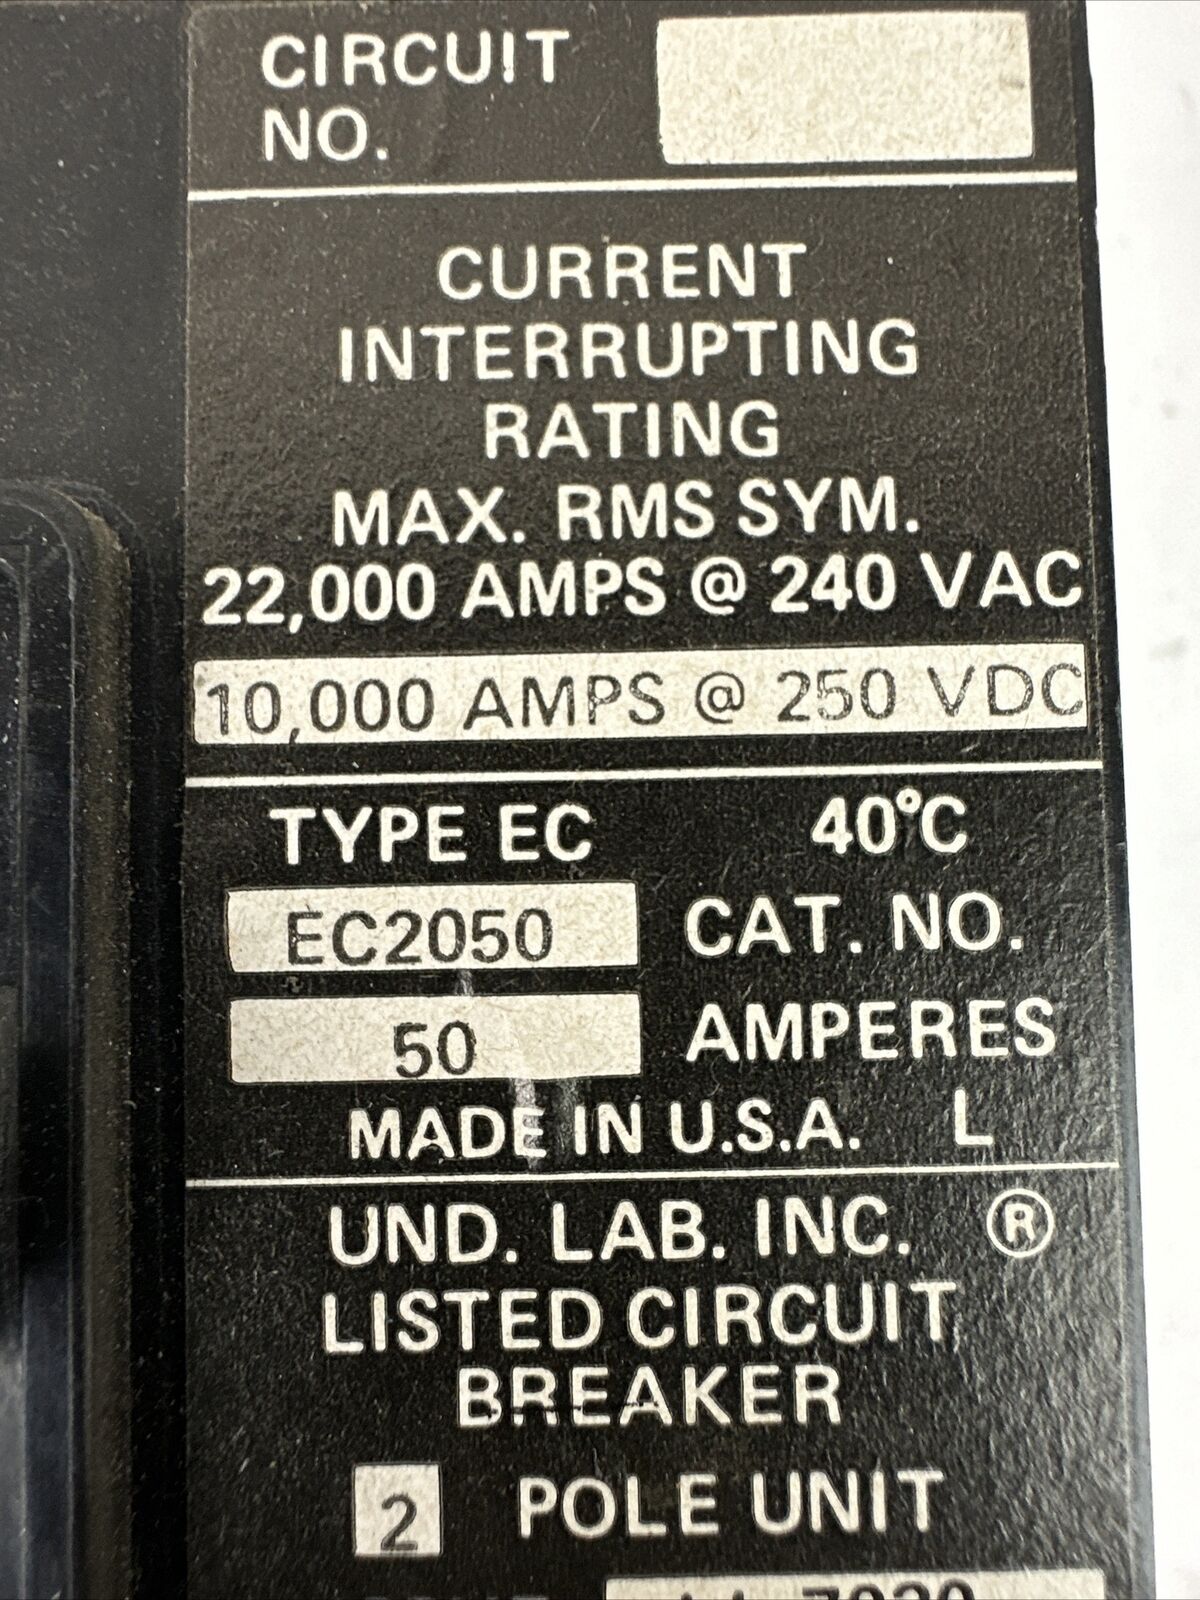 CIRCUIT
NO.
CURRENT
INTERRUPTING
RATING
MAX. RMS SYM.
22,000 AMPS @ 240 VAC
10,000 AMPS @ 250 VDC
TYPE EC 40°C
EC2050 CAT. NO.
50 AMPERES
MADE IN U.S.A. L
UND. LAB. INC. ®
LISTED CIRCUIT
BREAKER
2 POLE UNIT